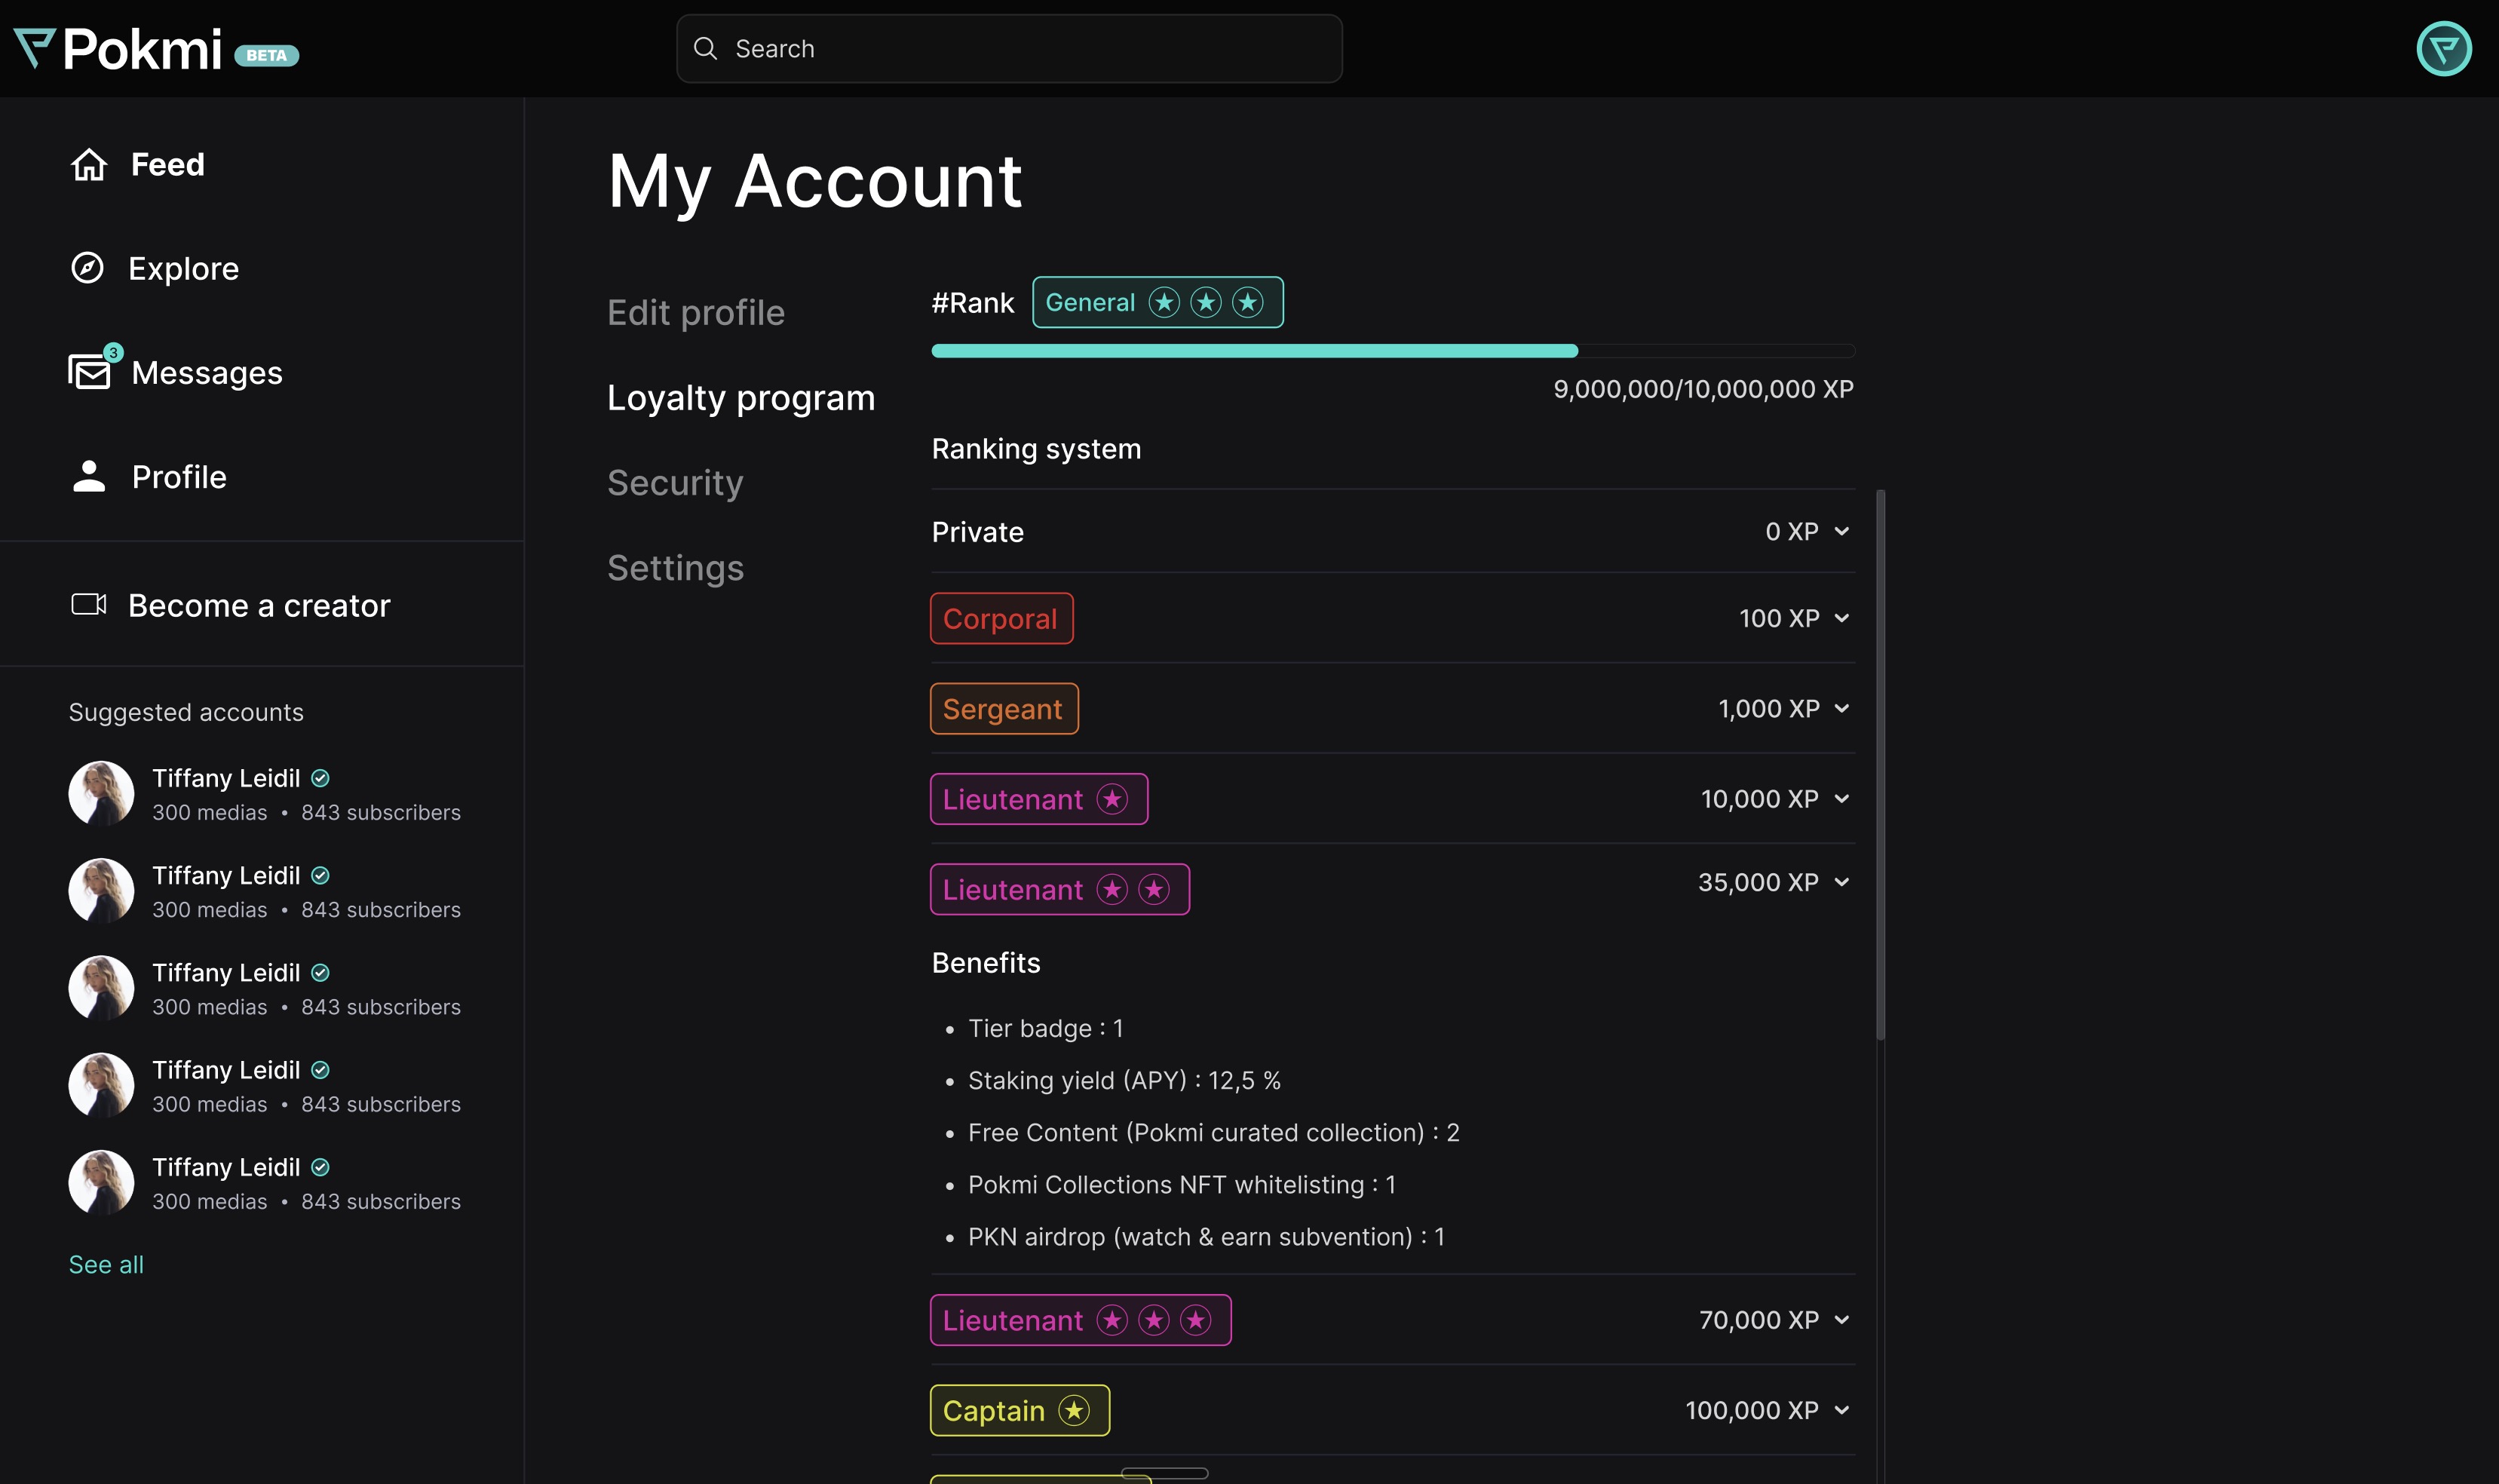 Pokmi BETA
Search
Feed
Explore
3
Messages
Profile
Become a creator
Suggested accounts
Tiffany Leidil
300 medias • 843 subscribers
Tiffany Leidil
300 medias • 843 subscribers
Tiffany Leidil
300 medias • 843 subscribers
Tiffany Leidil
300 medias • 843 subscribers
Tiffany Leidil
300 medias • 843 subscribers
See all
My Account
Edit profile
Loyalty program
Security
Settings
#Rank General
9,000,000/10,000,000 XP
Ranking system
Private 0 XP
Corporal 100 XP
Sergeant 1,000 XP
Lieutenant 10,000 XP
Lieutenant 35,000 XP
Benefits
• Tier badge : 1
• Staking yield (APY) : 12,5 %
• Free Content (Pokmi curated collection) : 2
• Pokmi Collections NFT whitelisting : 1
• PKN airdrop (watch & earn subvention) : 1
Lieutenant 70,000 XP
Captain 100,000 XP